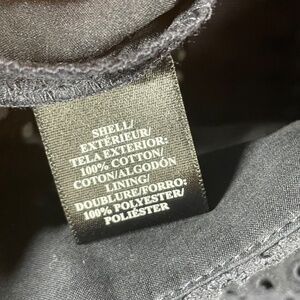 SHELL/
EXTÉRIEUR/
TELA EXTERIOR:
100% COTTON/
COTON/ALGODÓN
LINING/
DOUBLURE/FORRO:
100% POLYESTER/
POLIÉSTER